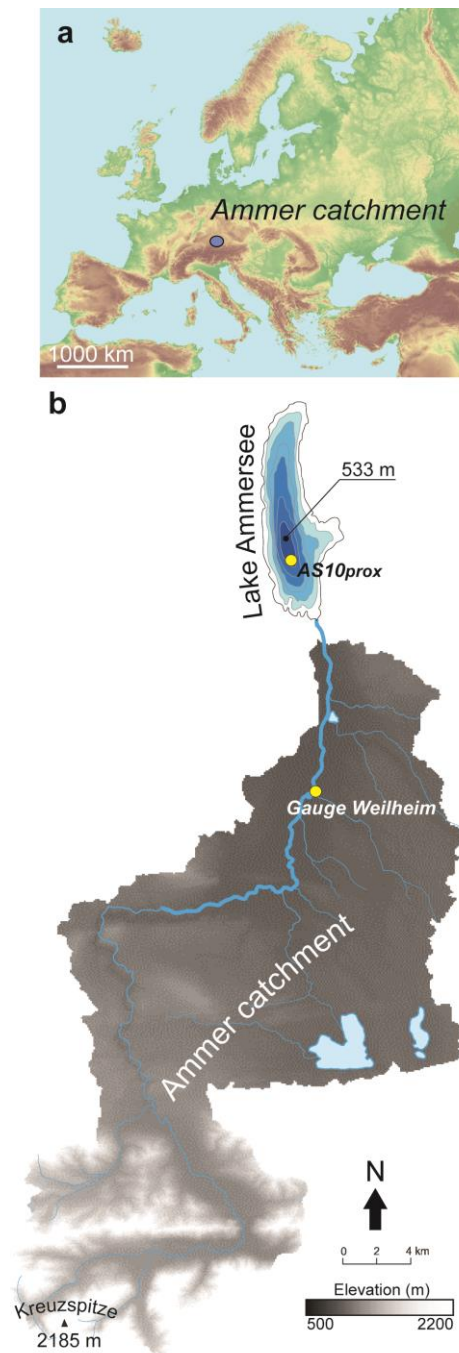 a
Ammer catchment
1000 km
b
Lake Ammersee
533 m
AS10prox
Gauge Weilheim
Ammer catchment
N
0 2 4 km
Kreuzspitze
2185 m
Elevation (m)
500 2200